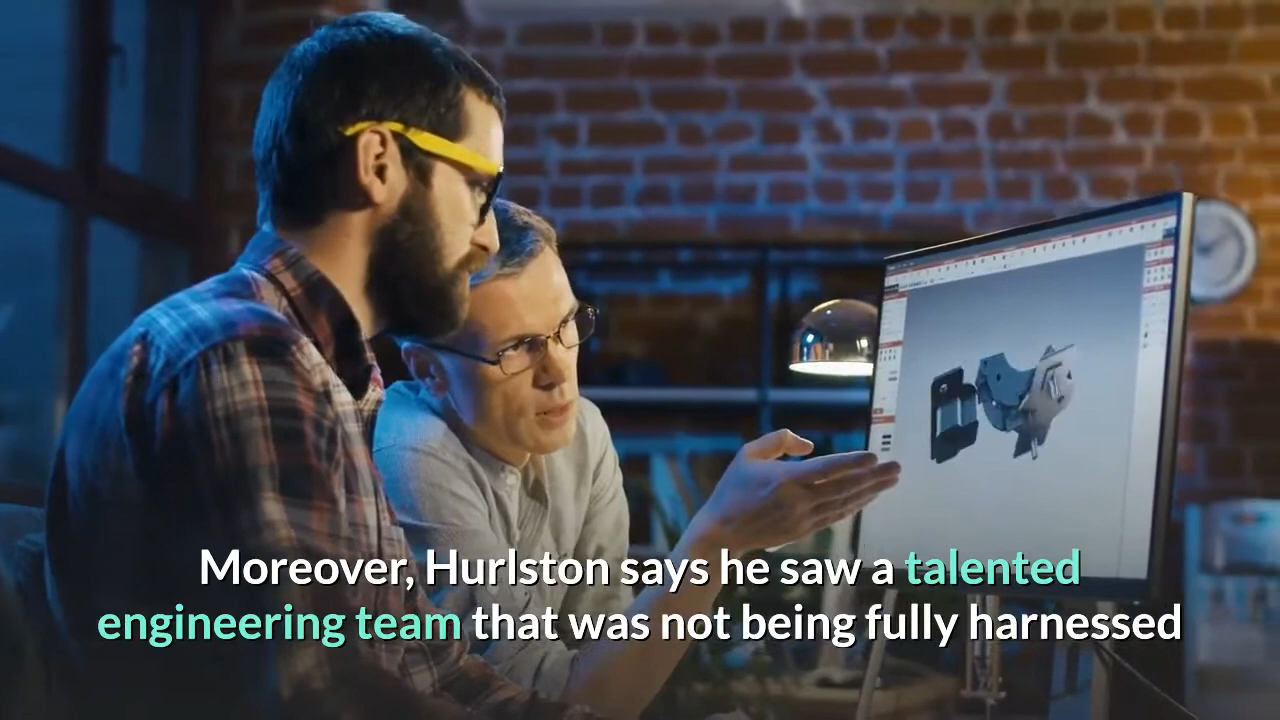 Moreover, Hurlston says he saw a talented
engineering team that was not being fully harnessed